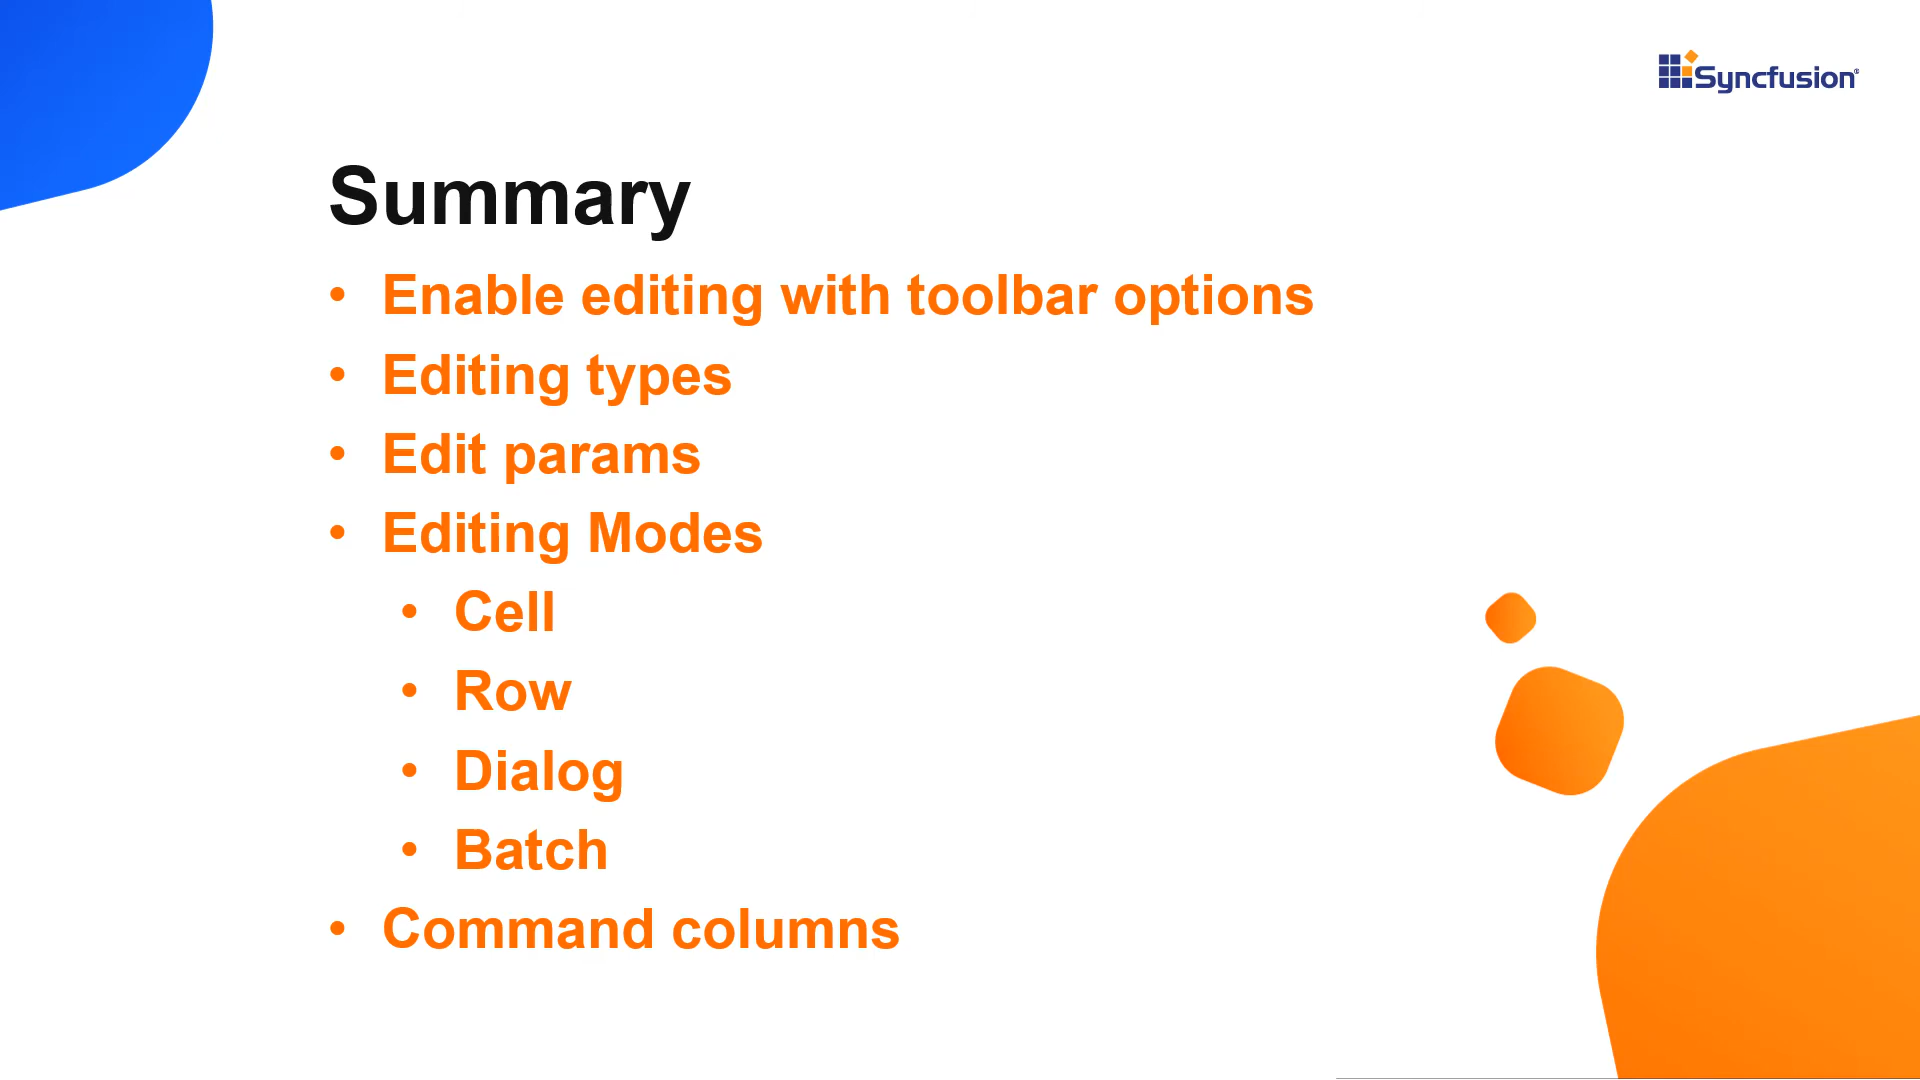 Syncfusion®
Summary
• Enable editing with toolbar options
• Editing types
• Edit params
• Editing Modes
• Cell
• Row
• Dialog
• Batch
• Command columns